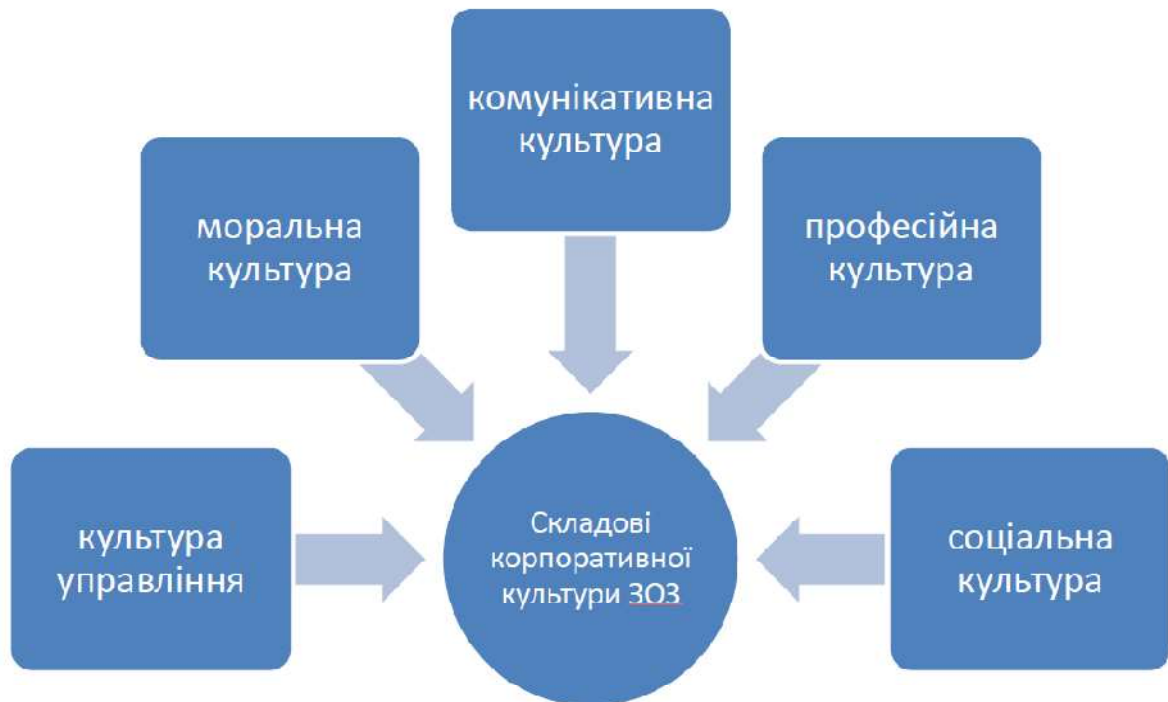 комунікативна
культура
моральна
культура
професійна
культура
культура
управління
Складові
корпоративної
культури ЗОЗ
соціальна
культура